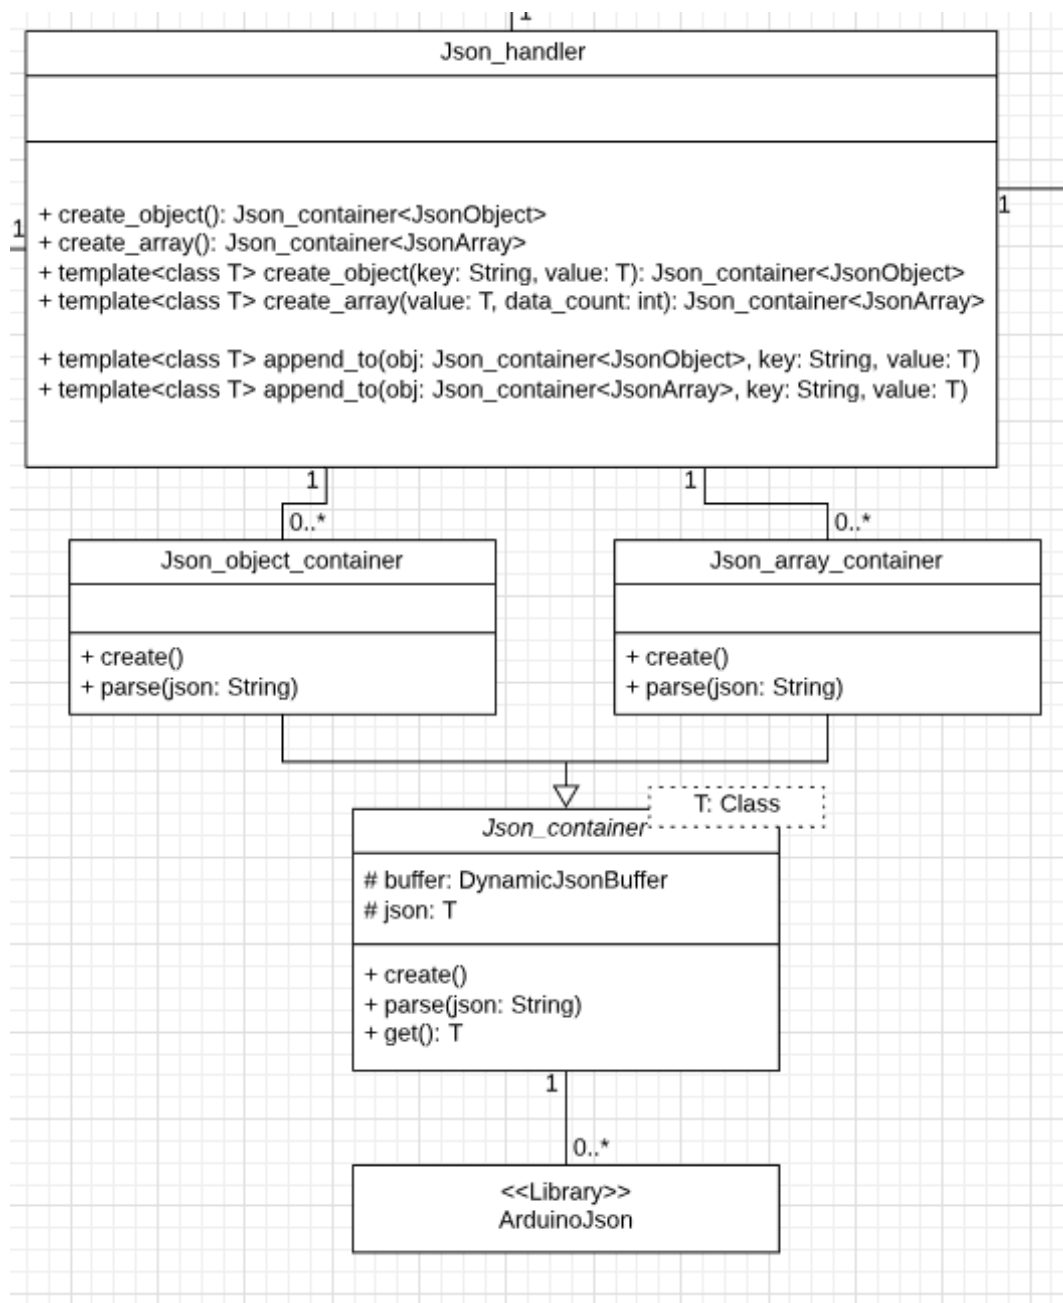 1
Json_handler
+ create_object(): Json_container<JsonObject>
+ create_array(): Json_container<JsonArray>
+ template<class T> create_object(key: String, value: T): Json_container<JsonObject>
+ template<class T> create_array(value: T, data_count: int): Json_container<JsonArray>
+ template<class T> append_to(obj: Json_container<JsonObject>, key: String, value: T)
+ template<class T> append_to(obj: Json_container<JsonArray>, key: String, value: T)
1
1
1
1
0..*
0..*
Json_object_container
+ create()
+ parse(json: String)
Json_array_container
+ create()
+ parse(json: String)
T: Class
Json_container
# buffer: DynamicJsonBuffer
# json: T
+ create()
+ parse(json: String)
+ get(): T
1
0..*
<<Library>>
ArduinoJson